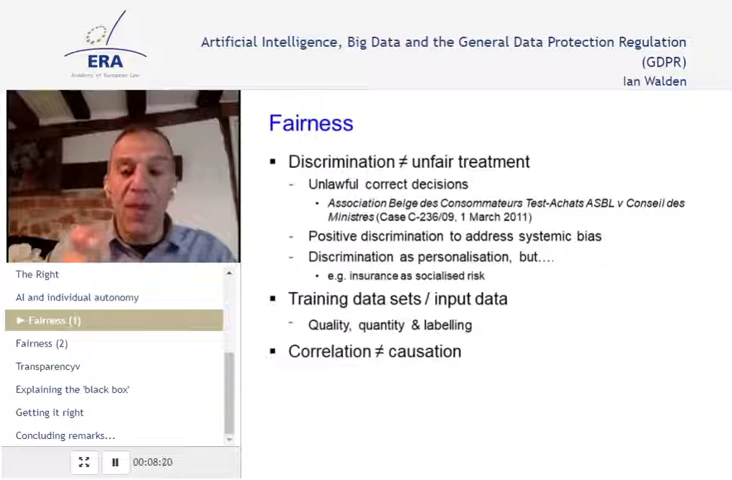 ERA
Academy of European Law
Artificial Intelligence, Big Data and the General Data Protection Regulation
(GDPR)
Ian Walden
Fairness
▪ Discrimination ≠ unfair treatment
- Unlawful correct decisions
• Association Belge des Consommateurs Test-Achats ASBL v Conseil des
Ministres (Case C-236/09, 1 March 2011)
- Positive discrimination to address systemic bias
- Discrimination as personalisation, but....
• e.g. insurance as socialised risk
▪ Training data sets / input data
- Quality, quantity & labelling
▪ Correlation ≠ causation
The Right
AI and individual autonomy
► Fairness (1)
Fairness (2)
Transparencyv
Explaining the 'black box'
Getting it right
Concluding remarks...
00:08:20